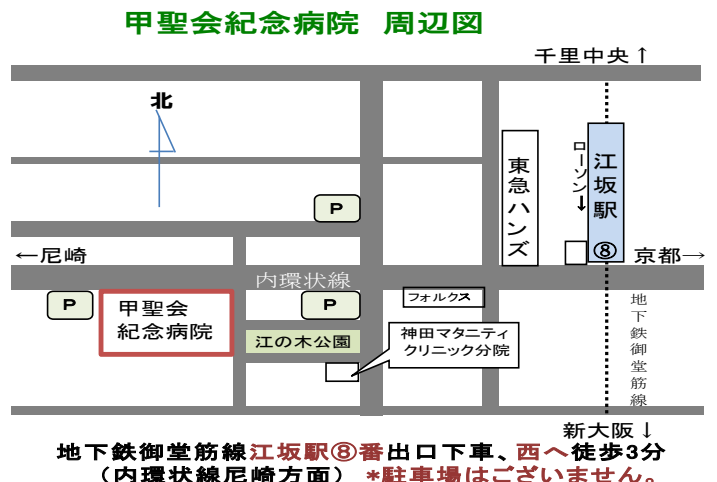 甲聖会紀念病院 周辺図
千里中央↑
北
ローソン↓
江坂駅
⑧
東急ハンズ
P
←尼崎
京都→
内環状線
P
甲聖会
紀念病院
P
フォルクス
地下鉄御堂筋線
江の木公園
神田マタニティ
クリニック分院
新大阪↓
地下鉄御堂筋線江坂駅⑧番出口下車、西へ徒歩3分
（内環状線尼崎方面） *駐車場はございません。